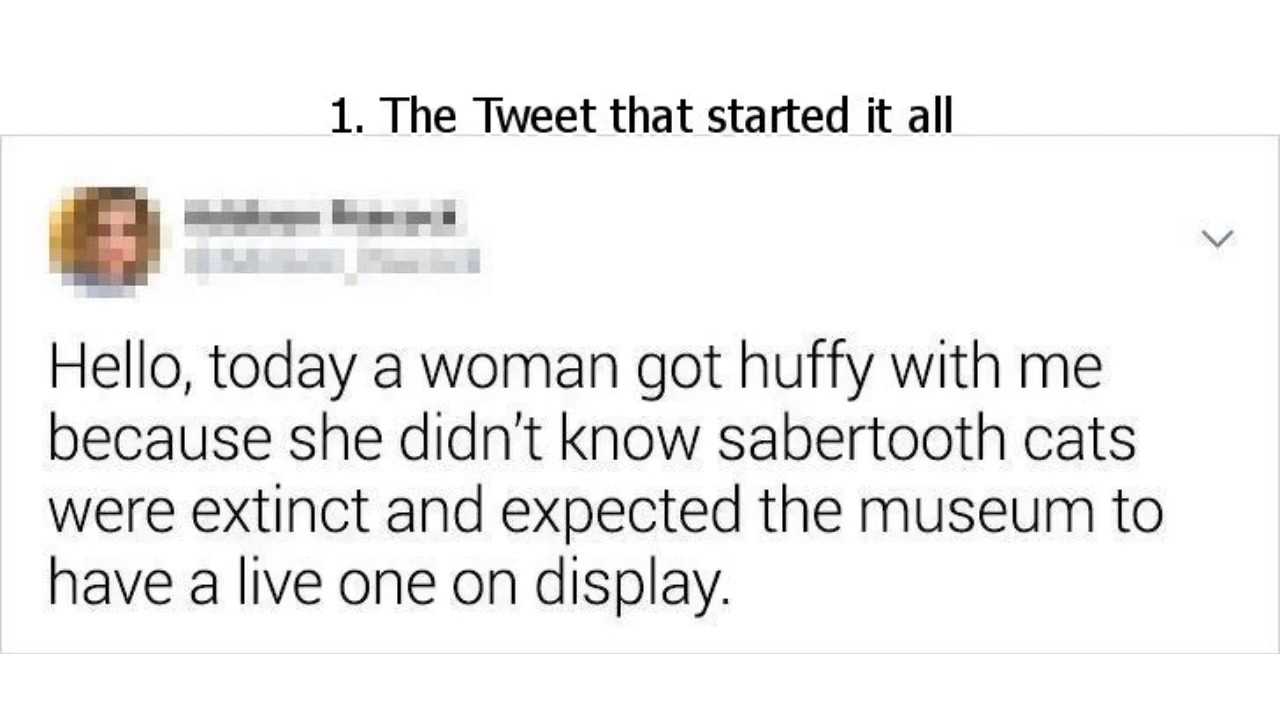 1. The Tweet that started it all
Hello, today a woman got huffy with me
because she didn't know sabertooth cats
were extinct and expected the museum to
have a live one on display.